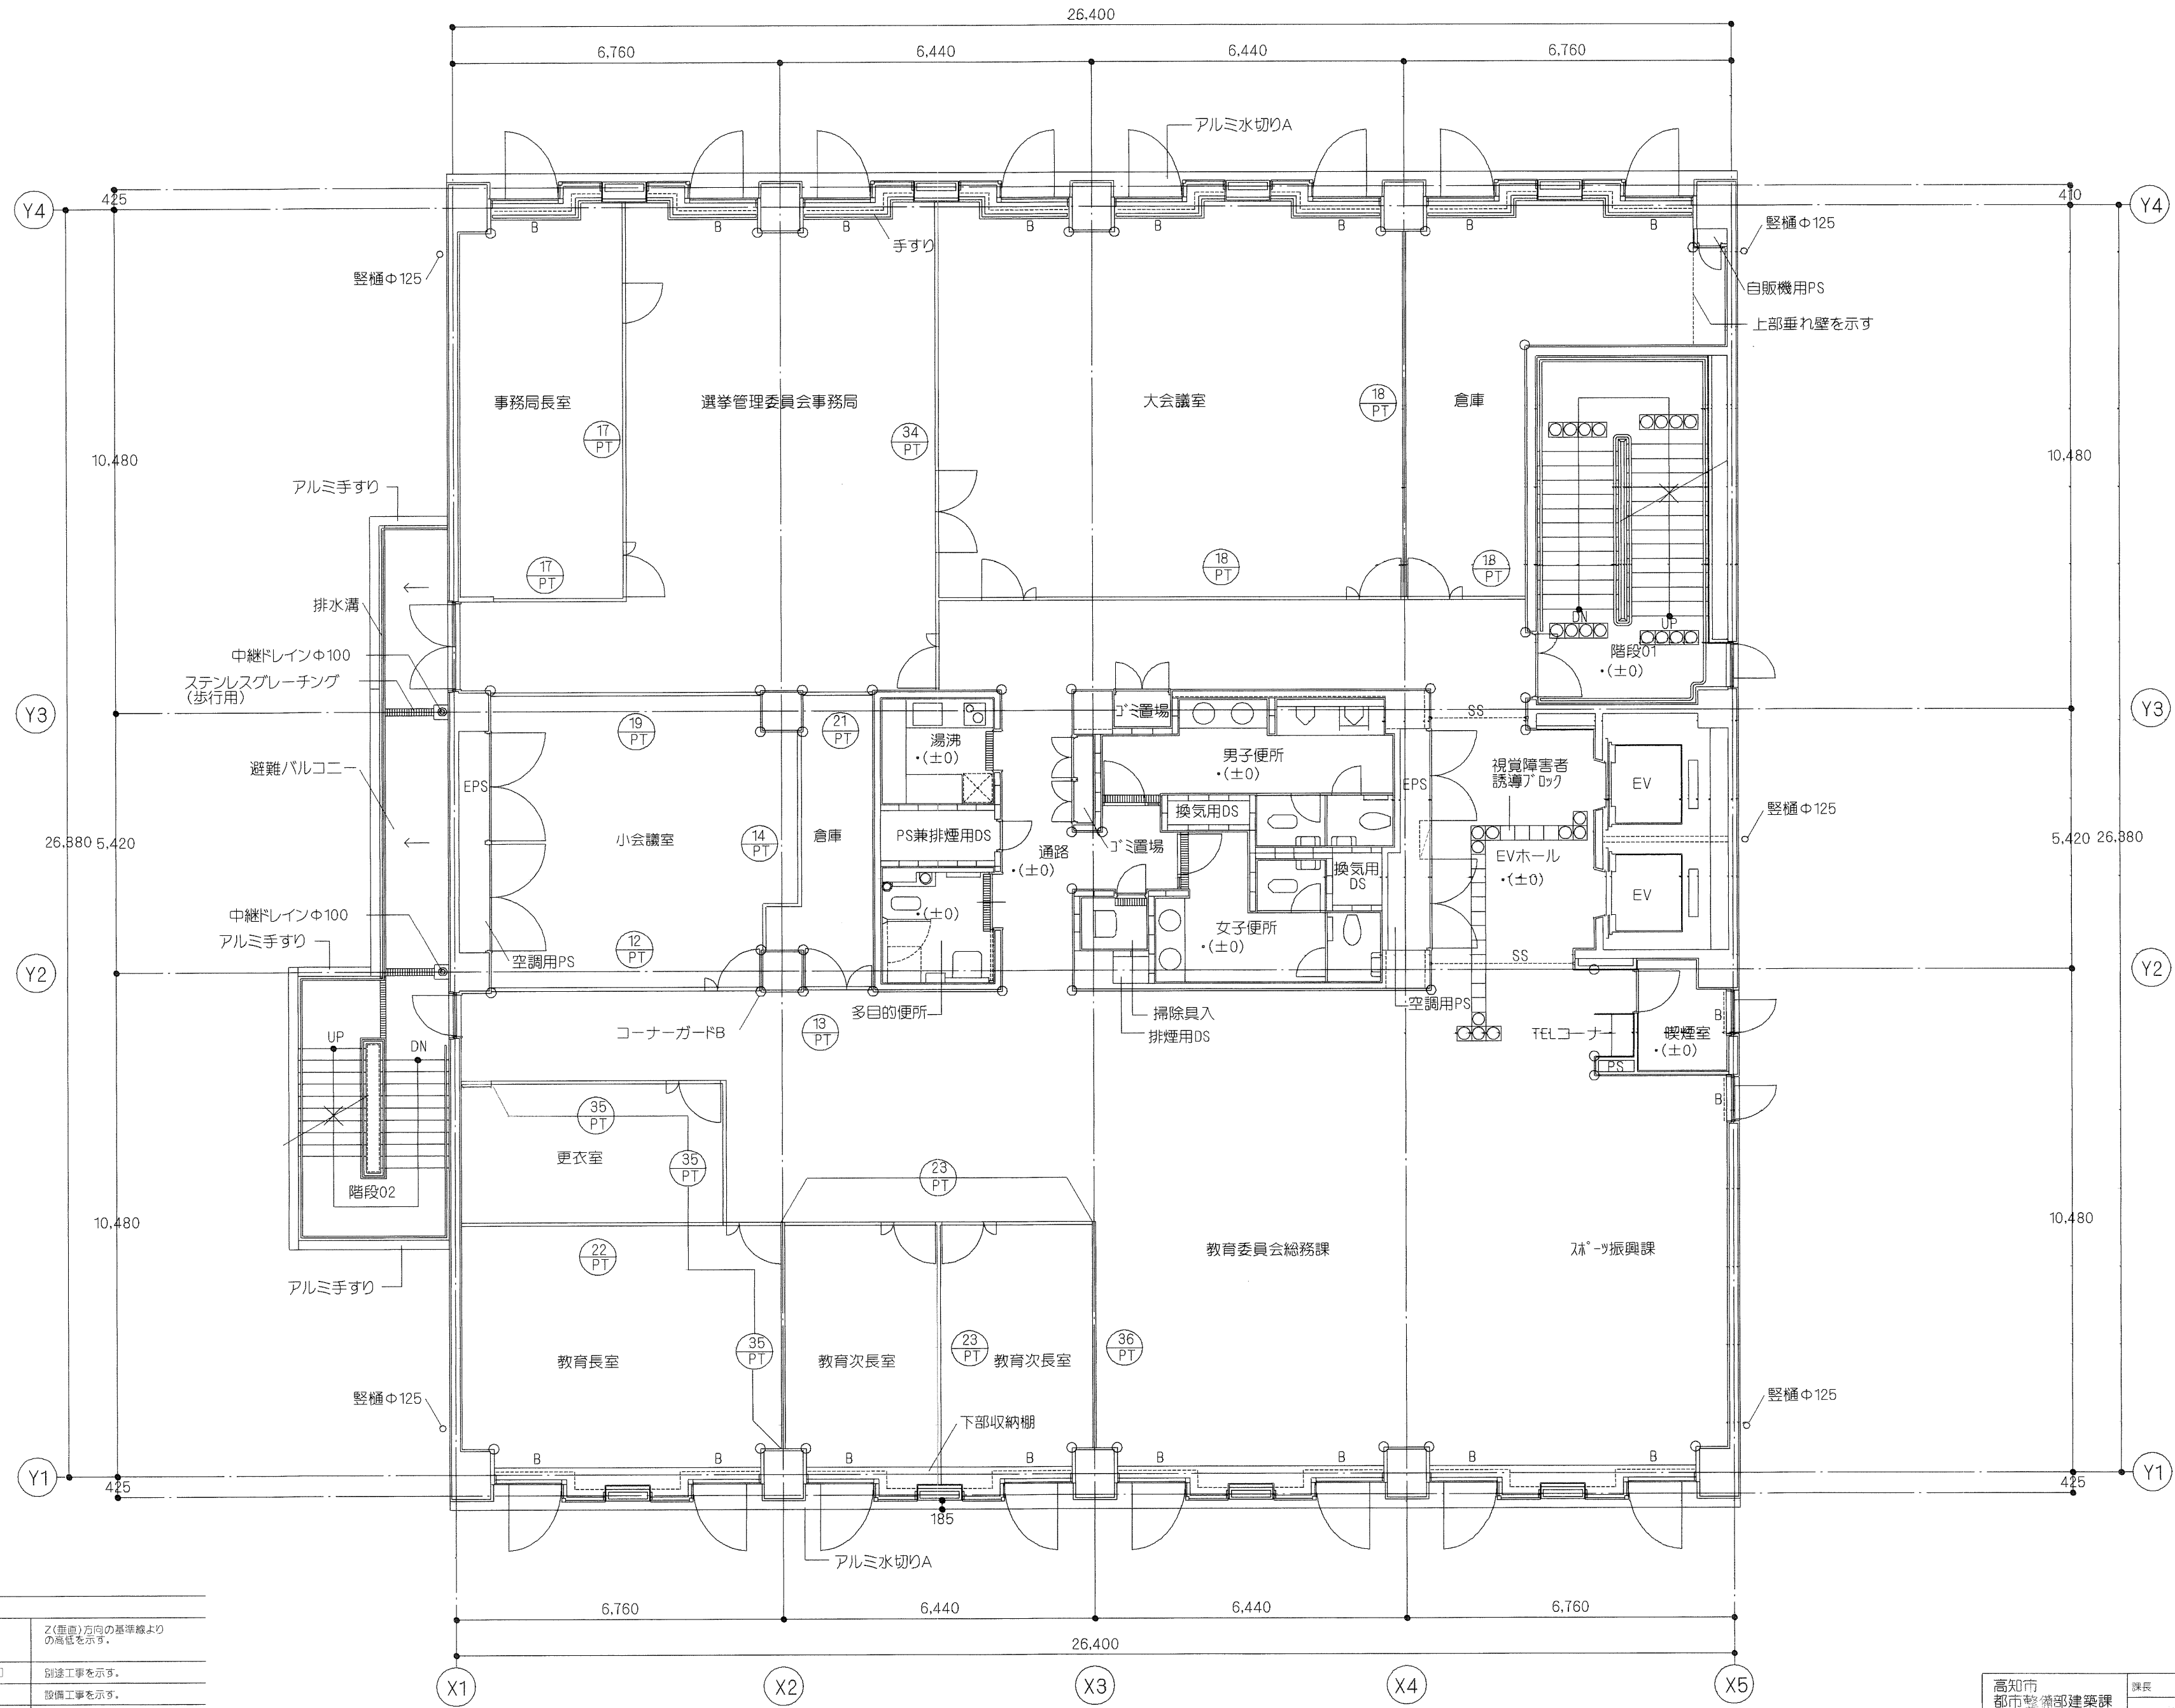 26,400
6,760
6,440
6,440
6,760
アルミ水切りA
Y4
425
410
Y4
竪樋Φ125
B
B
B
B
B
B
B
手すり
竪樋Φ125
自販機用PS
上部垂れ壁を示す
事務局長室
選挙管理委員会事務局
大会議室
18
PT
倉庫
17
PT
34
PT
10,480
10,480
アルミ手すり
17
PT
18
PT
18
PT
排水溝
DN
UP
階段01
・(±0)
中継ドレインΦ100
ステンレスグレーチング
(歩行用)
Y3
Y3
19
PT
21
PT
湯沸
・(±0)
ゴミ置場
SS
男子便所
・(±0)
視覚障害者
誘導ブロック
避難バルコニー
EPS
EPS
EV
換気用DS
竪樋Φ125
26,880
5,420
小会議室
14
PT
倉庫
PS兼排煙用DS
通路
・(±0)
ゴミ置場
5,420
26,880
EVホール
・(±0)
換気用
DS
EV
・(±0)
中継ドレインΦ100
アルミ手すり
12
PT
女子便所
・(±0)
空調用PS
SS
Y2
Y2
多目的便所
掃除具入
空調用PS
コーナーガードB
13
PT
排煙用DS
TELコーナー
B
喫煙室
・(±0)
PS
UP
DN
B
35
PT
更衣室
35
PT
23
PT
階段02
10,480
10,480
22
PT
教育委員会総務課
スポーツ振興課
アルミ手すり
教育長室
35
PT
教育次長室
23
PT
教育次長室
36
PT
竪樋Φ125
竪樋Φ125
下部収納棚
B
B
B
B
B
B
B
B
Y1
Y1
425
425
185
アルミ水切りA
6,760
6,440
6,440
6,760
26,400
X1
X2
X3
X4
X5
Z(垂直)方向の基準線より
の高低を示す。
別途工事を示す。
設備工事を示す。
高知市
都市整備部建築課
課長